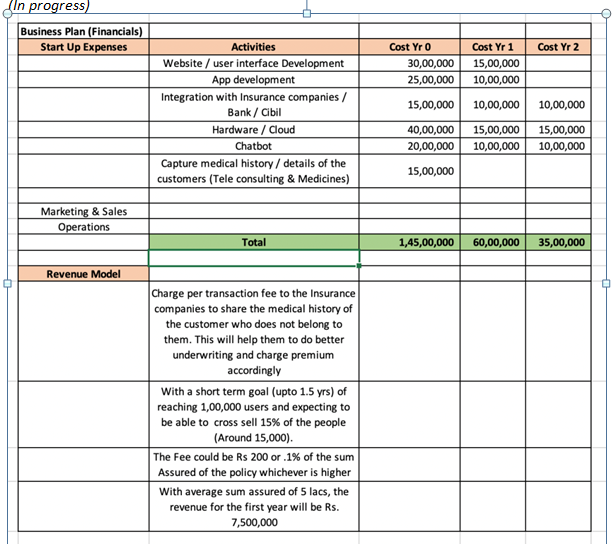 (In progress)
Business Plan (Financials)
Start Up Expenses Activities Cost Yr 0 Cost Yr 1 Cost Yr 2
Website / user interface Development 30,00,000 15,00,000
App development 25,00,000 10,00,000
Integration with Insurance companies /
Bank / Cibil 15,00,000 10,00,000 10,00,000
Hardware / Cloud 40,00,000 15,00,000 15,00,000
Chatbot 20,00,000 10,00,000 10,00,000
Capture medical history / details of the
customers (Tele consulting & Medicines) 15,00,000
Marketing & Sales
Operations
Total 1,45,00,000 60,00,000 35,00,000
Revenue Model
Charge per transaction fee to the Insurance
companies to share the medical history of
the customer who does not belong to
them. This will help them to do better
underwriting and charge premium
accordingly
With a short term goal (upto 1.5 yrs) of
reaching 1,00,000 users and expecting to
be able to cross sell 15% of the people
(Around 15,000).
The Fee could be Rs 200 or .1% of the sum
Assured of the policy whichever is higher
With average sum assured of 5 lacs, the
revenue for the first year will be Rs.
7,500,000